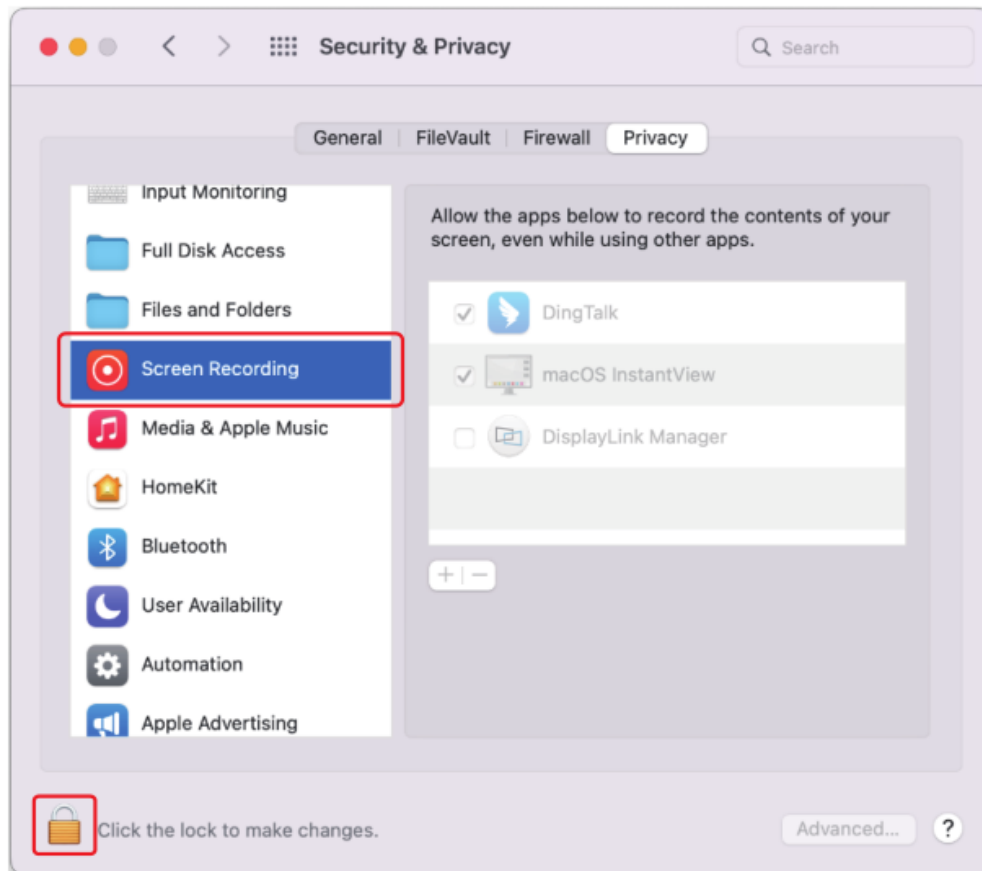 Security & Privacy
Search
General
FileVault
Firewall
Privacy
Input Monitoring
Full Disk Access
Files and Folders
Screen Recording
Media & Apple Music
HomeKit
Bluetooth
User Availability
Automation
Apple Advertising
Allow the apps below to record the contents of your
screen, even while using other apps.
DingTalk
macOS InstantView
DisplayLink Manager
Click the lock to make changes.
Advanced...
?